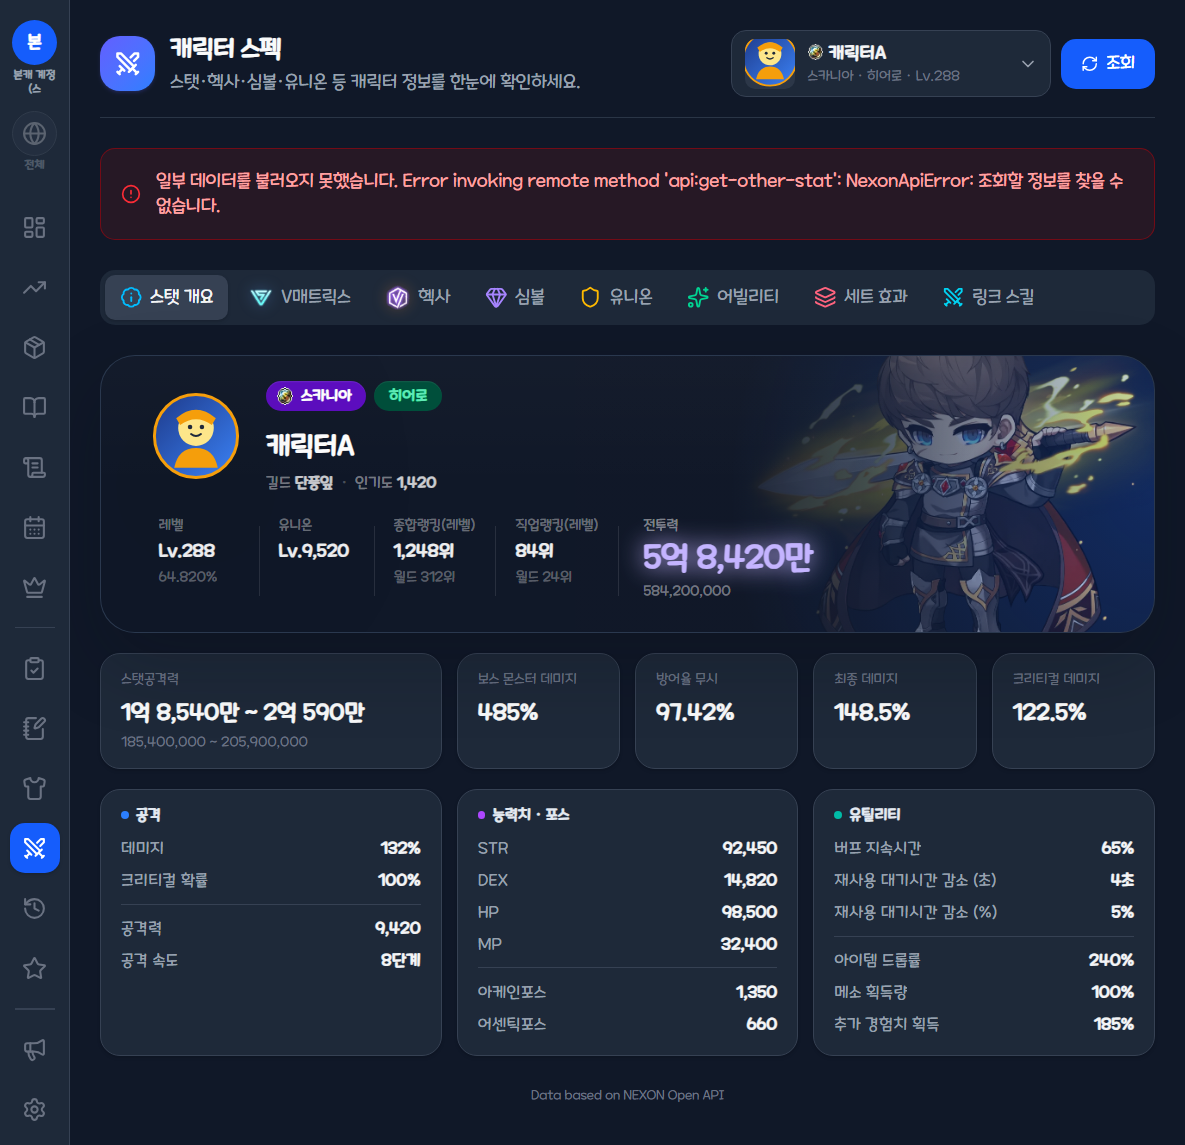 본
본캐 계정
(스
전체
캐릭터 스펙
스탯·헥사·심볼·유니온 등 캐릭터 정보를 한눈에 확인하세요.
캐릭터A
스카니아 · 히어로 · Lv.288
조회
일부 데이터를 불러오지 못했습니다. Error invoking remote method 'api:get-other-stat': NexonApiError: 조회할 정보를 찾을 수
없습니다.
스탯 개요
V매트릭스
헥사
심볼
유니온
어빌리티
세트 효과
링크 스킬
스카니아
히어로
캐릭터A
길드 단풍잎 · 인기도 1,420
레벨
Lv.288
64.820%
유니온
Lv.9,520
종합랭킹(레벨)
1,248위
월드 312위
직업랭킹(레벨)
84위
월드 24위
전투력
5억 8,420만
584,200,000
스탯공격력
1억 8,540만 ~ 2억 590만
185,400,000 ~ 205,900,000
보스 몬스터 데미지
485%
방어율 무시
97.42%
최종 데미지
148.5%
크리티컬 데미지
122.5%
공격
데미지 132%
크리티컬 확률 100%
공격력 9,420
공격 속도 8단계
능력치 · 포스
STR 92,450
DEX 14,820
HP 98,500
MP 32,400
아케인포스 1,350
어센틱포스 660
유틸리티
버프 지속시간 65%
재사용 대기시간 감소 (초) 4초
재사용 대기시간 감소 (%) 5%
아이템 드롭률 240%
메소 획득량 100%
추가 경험치 획득 185%
Data based on NEXON Open API